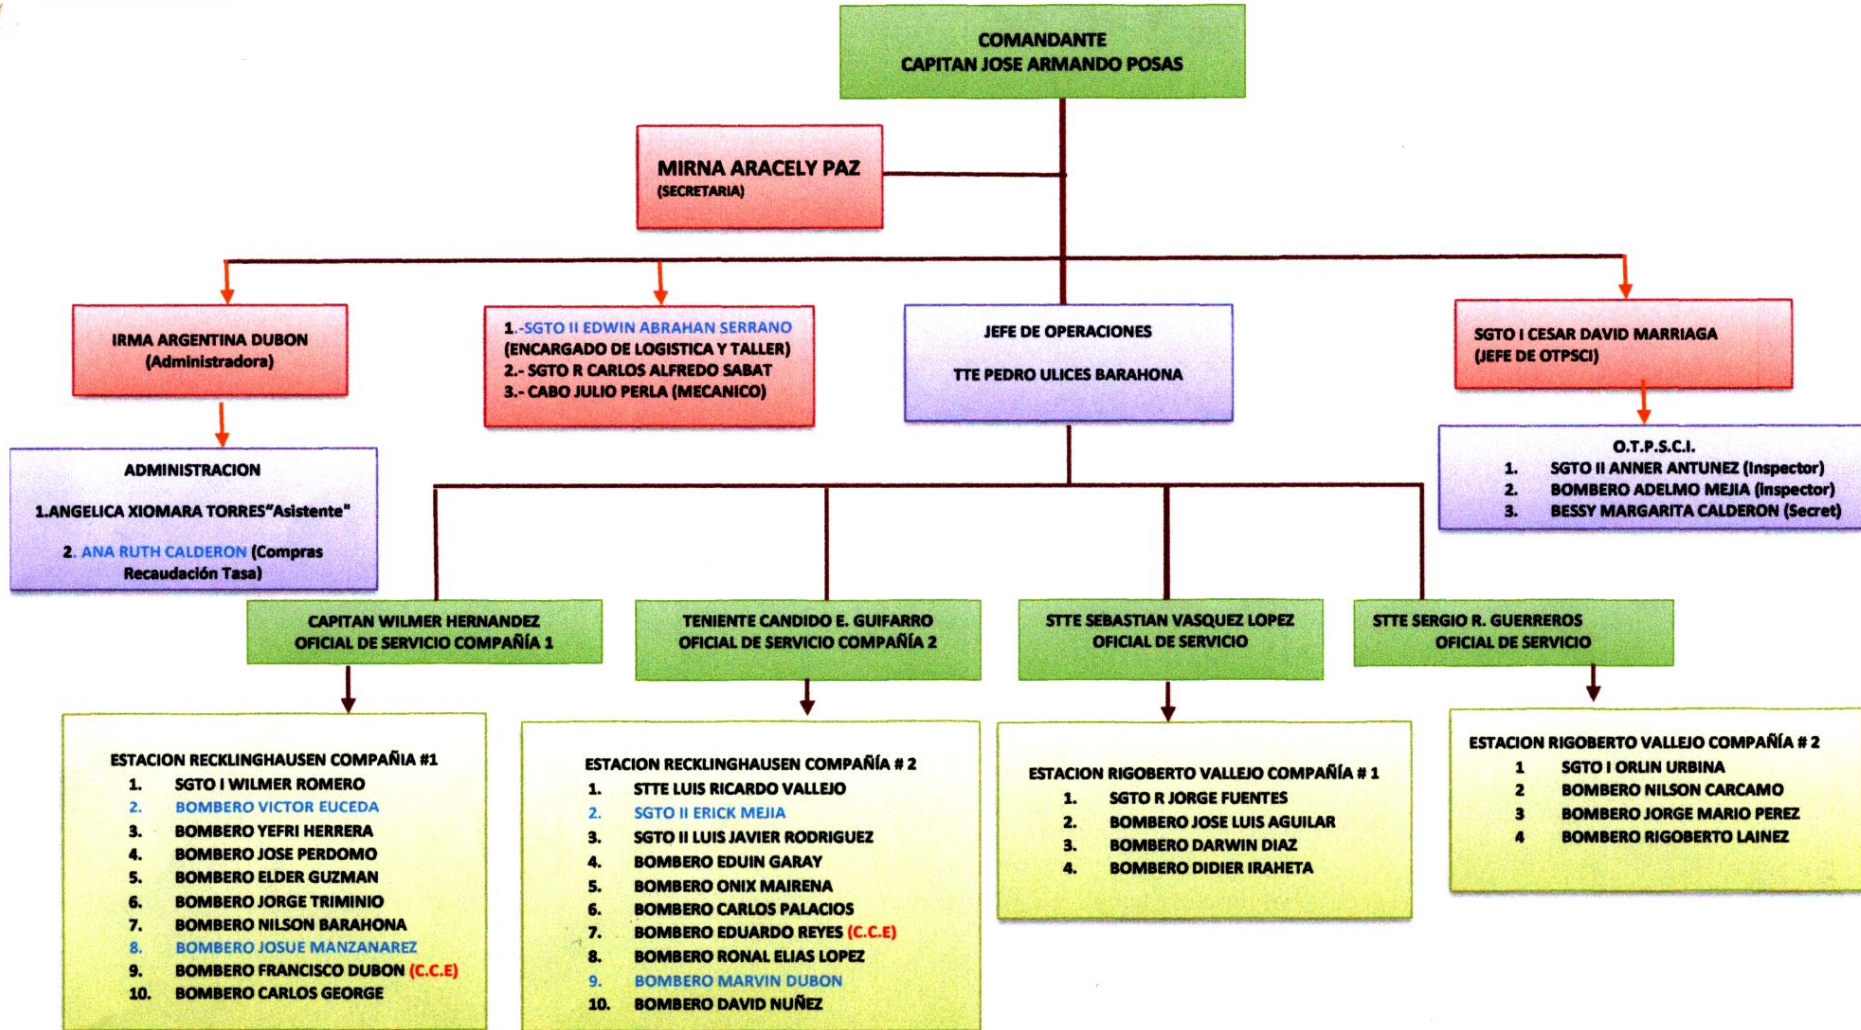 COMANDANTE
CAPITAN JOSE ARMANDO POSAS
MIRNA ARACELY PAZ
(SECRETARIA)
IRMA ARGENTINA DUBON
(Administradora)
1.-SGTO II EDWIN ABRAHAN SERRANO
(ENCARGADO DE LOGISTICA Y TALLER)
2.- SGTO R CARLOS ALFREDO SABAT
3.- CABO JULIO PERLA (MECANICO)
JEFE DE OPERACIONES
TTE PEDRO ULICES BARAHONA
SGTO I CESAR DAVID MARRIAGA
(JEFE DE OTPSCI)
ADMINISTRACION
1.ANGELICA XIOMARA TORRES"Asistente"
2. ANA RUTH CALDERON (Compras
Recaudación Tasa)
O.T.P.S.C.I.
1. SGTO II ANNER ANTUNEZ (Inspector)
2. BOMBERO ADELMO MEJIA (inspector)
3. BESSY MARGARITA CALDERON (Secret)
CAPITAN WILMER HERNANDEZ
OFICIAL DE SERVICIO COMPAÑÍA 1
TENIENTE CANDIDO E. GUIFARRO
OFICIAL DE SERVICIO COMPAÑÍA 2
STTE SEBASTIAN VASQUEZ LOPEZ
OFICIAL DE SERVICIO
STTE SERGIO R. GUERREROS
OFICIAL DE SERVICIO
ESTACION RECKLINGHAUSEN COMPAÑIA #1
1. SGTO I WILMER ROMERO
2. BOMBERO VICTOR EUCEDA
3. BOMBERO YEFRI HERRERA
4. BOMBERO JOSE PERDOMO
5. BOMBERO ELDER GUZMAN
6. BOMBERO JORGE TRIMINIO
7. BOMBERO NILSON BARAHONA
8. BOMBERO JOSUE MANZANAREZ
9. BOMBERO FRANCISCO DUBON (C.C.E)
10. BOMBERO CARLOS GEORGE
ESTACION RECKLINGHAUSEN COMPAÑÍA # 2
1. STTE LUIS RICARDO VALLEJO
2. SGTO II ERICK MEJIA
3. SGTO II LUIS JAVIER RODRIGUEZ
4. BOMBERO EDUIN GARAY
5. BOMBERO ONIX MAIRENA
6. BOMBERO CARLOS PALACIOS
7. BOMBERO EDUARDO REYES (C.C.E)
8. BOMBERO RONAL ELIAS LOPEZ
9. BOMBERO MARVIN DUBON
10. BOMBERO DAVID NUÑEZ
ESTACION RIGOBERTO VALLEJO COMPAÑÍA # 1
1. SGTO R JORGE FUENTES
2. BOMBERO JOSE LUIS AGUILAR
3. BOMBERO DARWIN DIAZ
4. BOMBERO DIDIER IRAHETA
ESTACION RIGOBERTO VALLEJO COMPAÑÍA # 2
1 SGTO I ORLIN URBINA
2 BOMBERO NILSON CARCAMO
3 BOMBERO JORGE MARIO PEREZ
4 BOMBERO RIGOBERTO LAINEZ